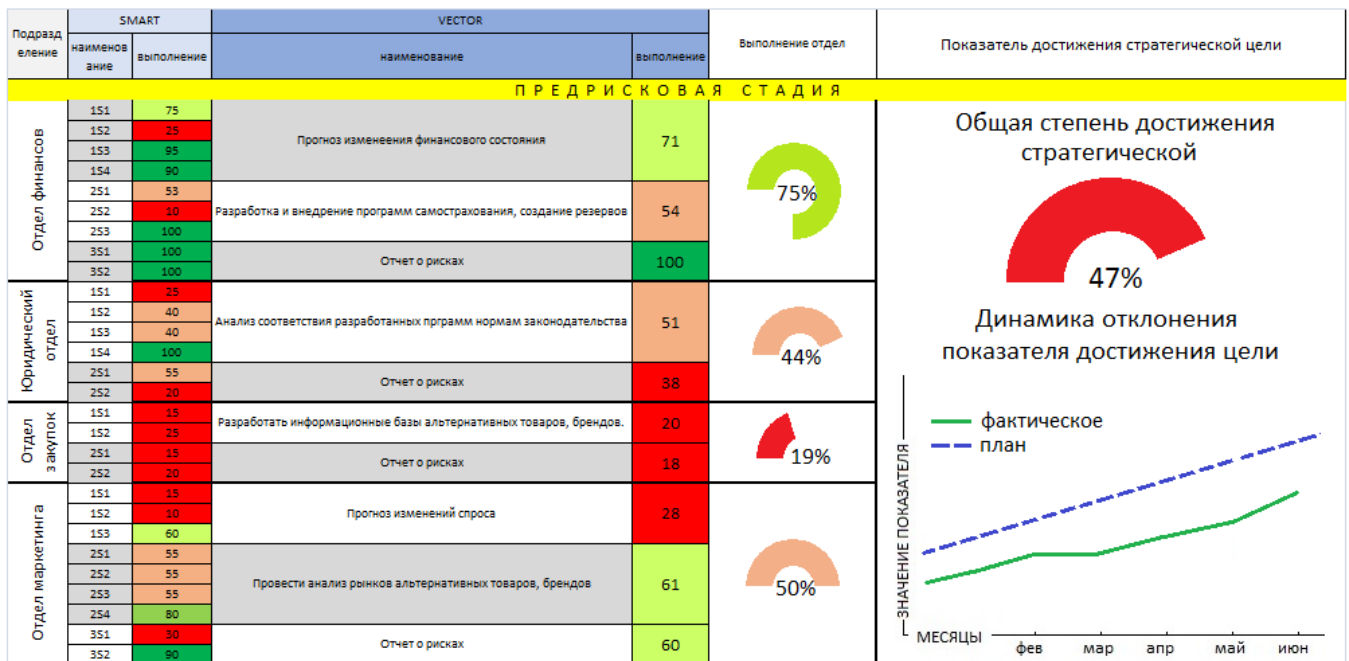 Подразд
еление
SMART
VECTOR
Выполнение отдел
Показатель достижения стратегической цели
наименов
ание
выполнение
наименование
выполнение
ПРЕДРИСКОВАЯ СТАДИЯ
Отдел финансов
1S1 75
1S2 25
1S3 95
1S4 90
Прогноз изменеения финансового состояния
71
2S1 53
2S2 10
2S3 100
Разработка и внедрение программ самострахования, создание резервов
54
3S1 100
3S2 100
Отчет о рисках
100
75%
Юридический
отдел
1S1 25
1S2 40
1S3 40
1S4 100
Анализ соответствия разработанных прграмм нормам законодательства
51
2S1 55
2S2 20
Отчет о рисках
38
44%
Отдел
закупок
1S1 15
1S2 25
Разработать информационные базы альтернативных товаров, брендов.
20
2S1 15
2S2 20
Отчет о рисках
18
19%
Отдел маркетинга
1S1 15
1S2 10
1S3 60
Прогноз изменений спроса
28
2S1 55
2S2 55
2S3 55
2S4 80
Провести анализ рынков альтернативных товаров, брендов
61
3S1 30
3S2 90
Отчет о рисках
60
50%
Общая степень достижения
стратегической
47%
Динамика отклонения
показателя достижения цели
фактическое
план
ЗНАЧЕНИЕ ПОКАЗАТЕЛЯ
МЕСЯЦЫ
фев мар апр май июн